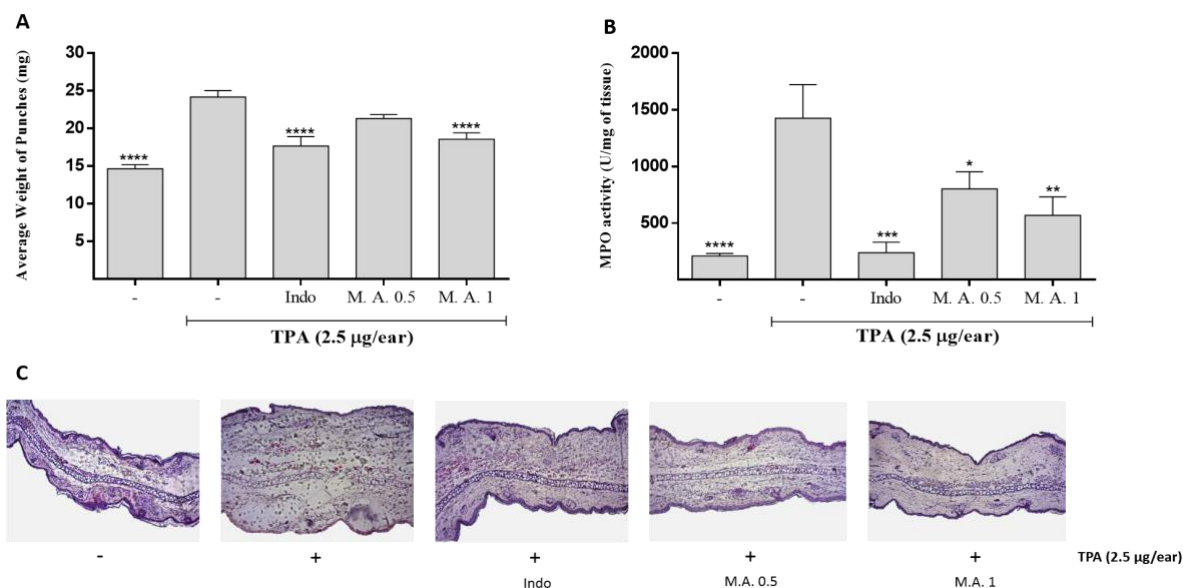 A
Average Weight of Punches (mg)
30
25
20
15
10
5
****
****
****
-
-
Indo
M. A. 0.5
M. A. 1
TPA (2.5 µg/ear)
B
MPO activity (U/mg of tissue)
2000
1500
1000
500
****
***
*
**
-
-
Indo
M. A. 0.5
M. A. 1
TPA (2.5 µg/ear)
C
- + + + + TPA (2.5 µg/ear)
Indo M.A. 0.5 M.A. 1